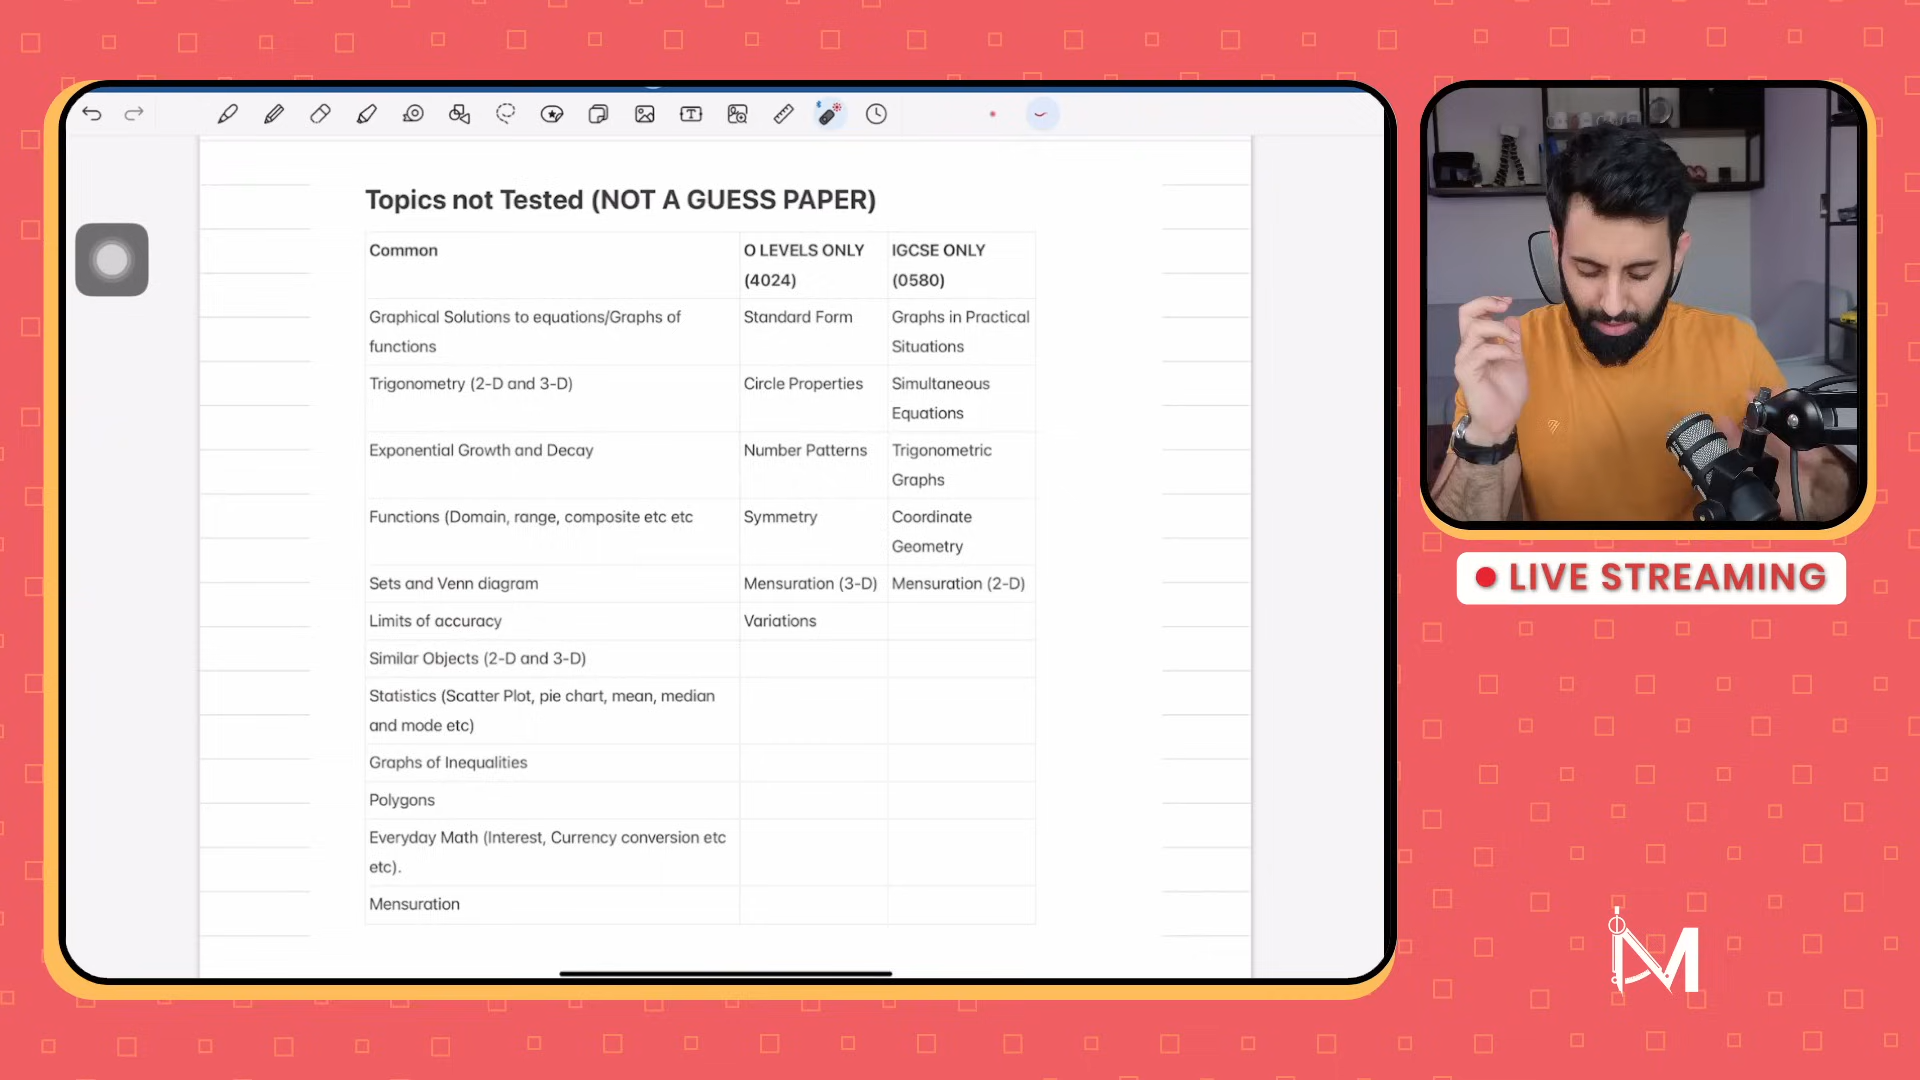 Topics not Tested (NOT A GUESS PAPER)
Common
O LEVELS ONLY
(4024)
IGCSE ONLY
(0580)
Graphical Solutions to equations/Graphs of
functions
Standard Form
Graphs in Practical
Situations
Trigonometry (2-D and 3-D)
Circle Properties
Simultaneous
Equations
Exponential Growth and Decay
Number Patterns
Trigonometric
Graphs
Functions (Domain, range, composite etc etc
Symmetry
Coordinate
Geometry
Sets and Venn diagram
Mensuration (3-D)
Mensuration (2-D)
Limits of accuracy
Variations
Similar Objects (2-D and 3-D)
Statistics (Scatter Plot, pie chart, mean, median
and mode etc)
Graphs of Inequalities
Polygons
Everyday Math (Interest, Currency conversion etc
etc).
Mensuration
LIVE STREAMING
M